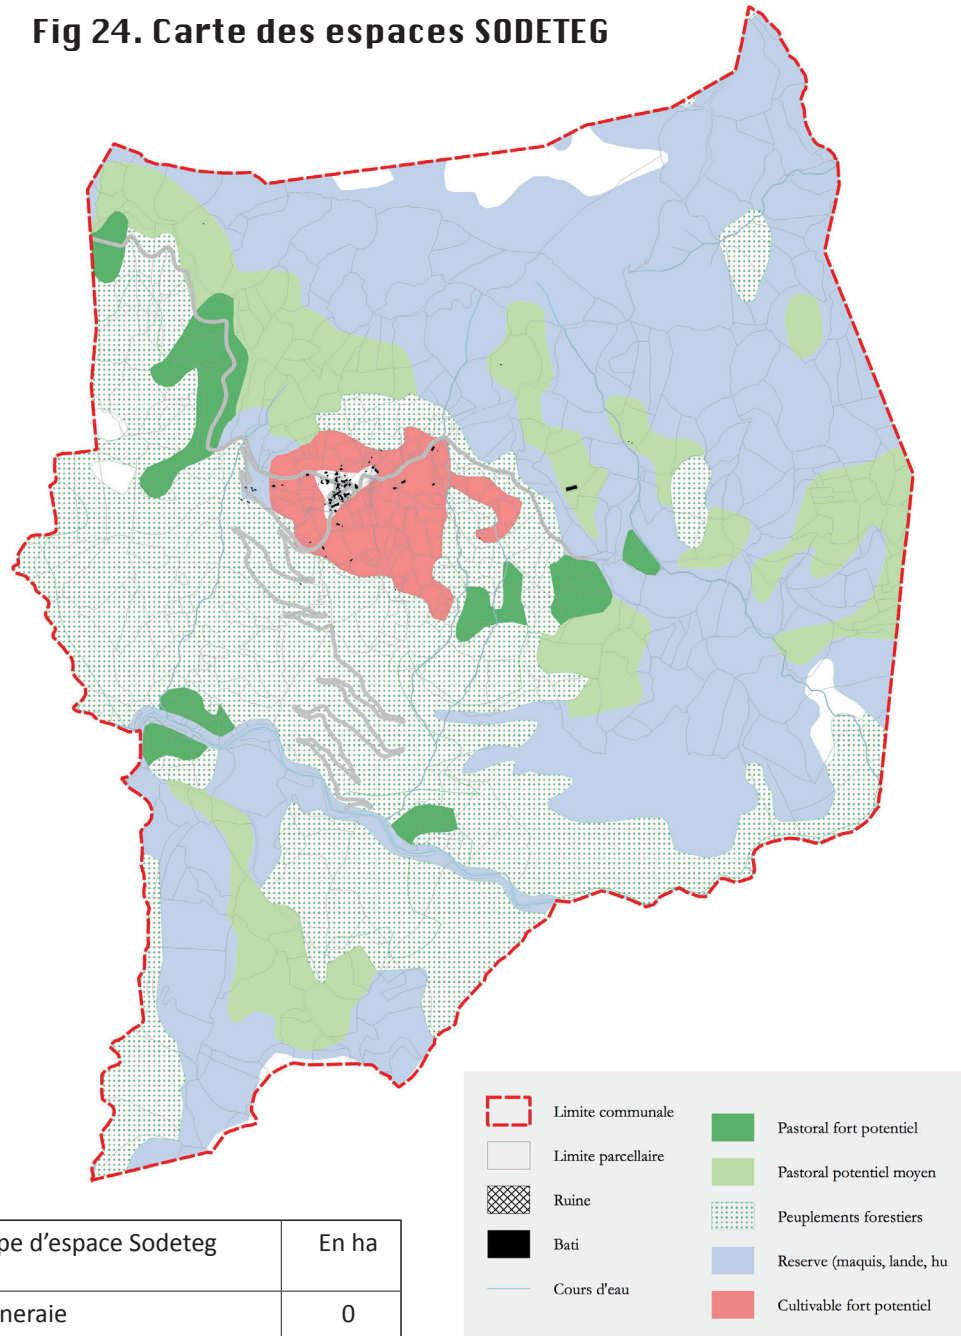 Fig 24. Carte des espaces SODETEG
Limite communale
Limite parcellaire
Ruine
Bati
Cours d'eau
Pastoral fort potentiel
Pastoral potentiel moyen
Peuplements forestiers
Reserve (maquis, lande, hu
Cultivable fort potentiel
pe d'espace Sodeteg
En ha
neraie
0